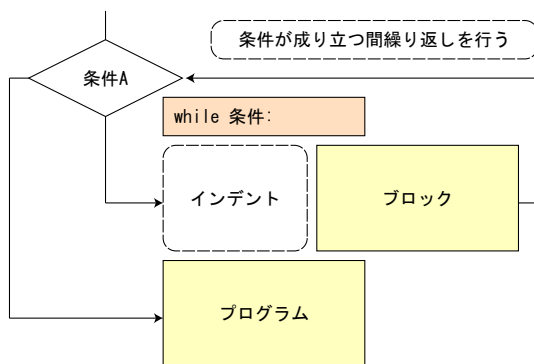 条件が成り立つ間繰り返しを行う
条件A
while 条件:
インデント
ブロック
プログラム